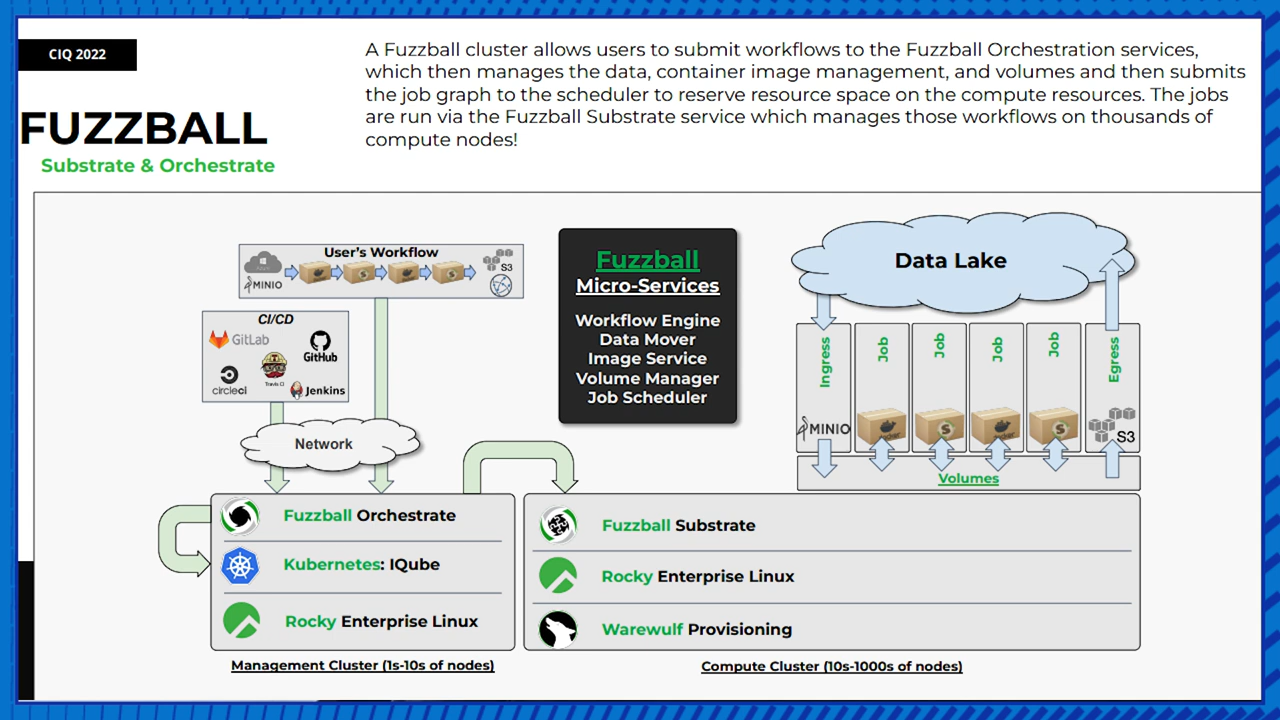 CIQ 2022
FUZZBALL
Substrate & Orchestrate
A Fuzzball cluster allows users to submit workflows to the Fuzzball Orchestration services,
which then manages the data, container image management, and volumes and then submits
the job graph to the scheduler to reserve resource space on the compute resources. The jobs
are run via the Fuzzball Substrate service which manages those workflows on thousands of
compute nodes!
User's Workflow
MINIO
S3
CI/CD
GitLab
GitHub
Travis CI
circleci
Jenkins
Network
Fuzzball
Micro-Services
Workflow Engine
Data Mover
Image Service
Volume Manager
Job Scheduler
Data Lake
Ingress
Job
Job
Job
Job
Egress
MINIO
S3
Volumes
Fuzzball Orchestrate
Kubernetes: IQube
Rocky Enterprise Linux
Management Cluster (1s-10s of nodes)
Fuzzball Substrate
Rocky Enterprise Linux
Warewulf Provisioning
Compute Cluster (10s-1000s of nodes)